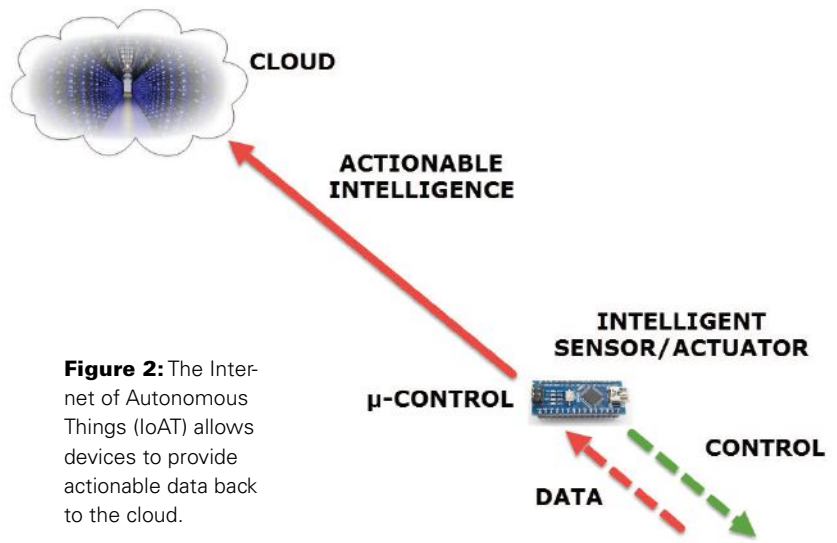 CLOUD
ACTIONABLE
INTELLIGENCE
INTELLIGENT
SENSOR/ACTUATOR
Figure 2: The Inter-
net of Autonomous
Things (IoAT) allows
devices to provide
actionable data back
to the cloud.
µ-CONTROL
CONTROL
DATA